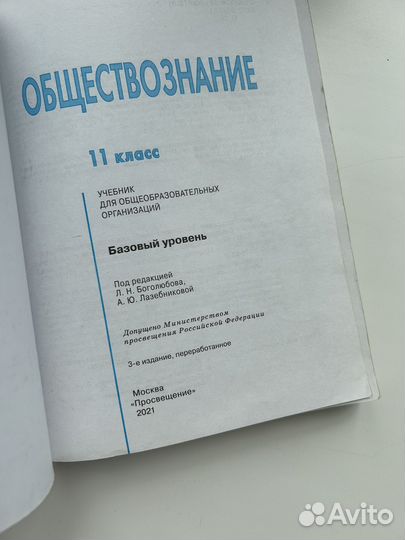 ОБЩЕСТВОЗНАНИЕ
11 класс
УЧЕБНИК
ДЛЯ ОБЩЕОБРАЗОВАТЕЛЬНЫХ
ОРГАНИЗАЦИЙ
Базовый уровень
Под редакцией
Л. Н. Боголюбова,
А. Ю. Лазебниковой
Допущено Министерством
просвещения Российской Федерации
3-е издание, переработанное
Москва
«Просвещение»
2021
Avito